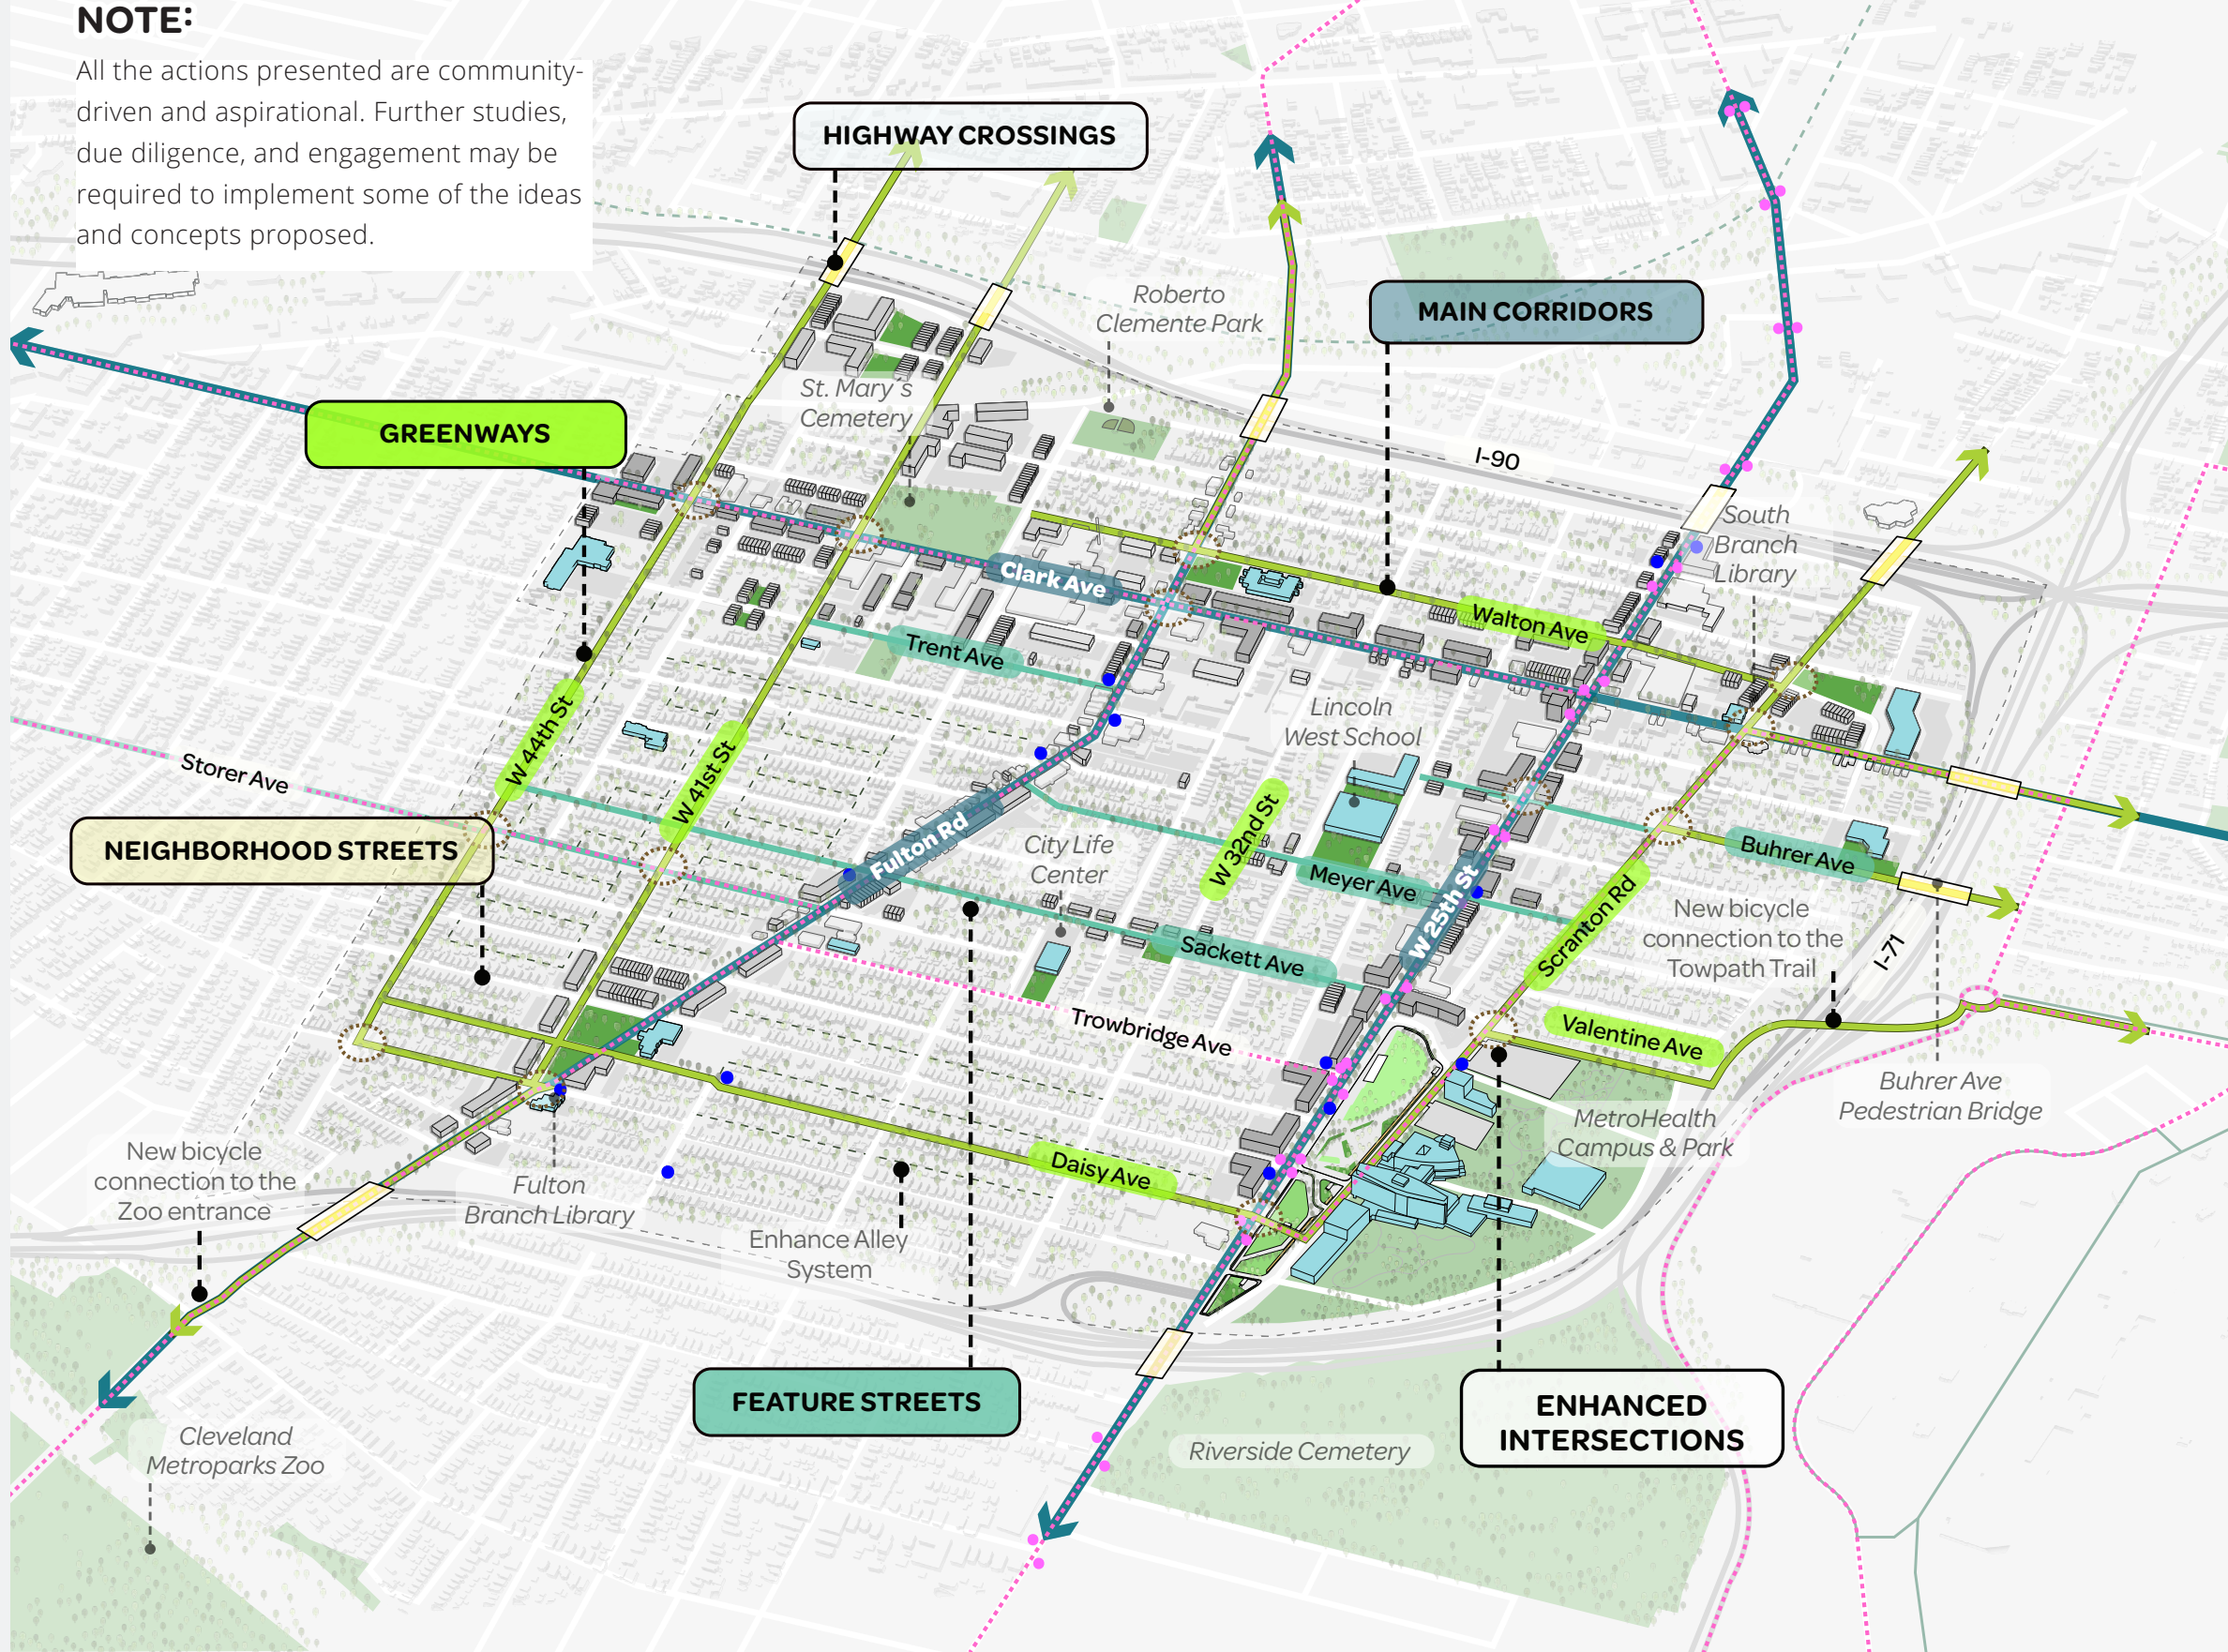 NOTE:
All the actions presented are community-
driven and aspirational. Further studies,
due diligence, and engagement may be
required to implement some of the ideas
and concepts proposed.
HIGHWAY CROSSINGS
MAIN CORRIDORS
Roberto
Clemente Park
St. Mary's
Cemetery
GREENWAYS
I-90
South
Branch
Library
Clark Ave
Walton Ave
Trent Ave
Lincoln
West School
W 44th St
W 41st St
Storer Ave
NEIGHBORHOOD STREETS
Fulton Rd
City Life
Center
W 32nd St
Meyer Ave
Buhrer Ave
W 25th St
Scranton Rd
New bicycle
connection to the
Towpath Trail
I-71
Sackett Ave
Trowbridge Ave
Valentine Ave
Buhrer Ave
Pedestrian Bridge
MetroHealth
Campus & Park
Daisy Ave
New bicycle
connection to the
Zoo entrance
Fulton
Branch Library
Enhance Alley
System
FEATURE STREETS
ENHANCED
INTERSECTIONS
Riverside Cemetery
Cleveland
Metroparks Zoo